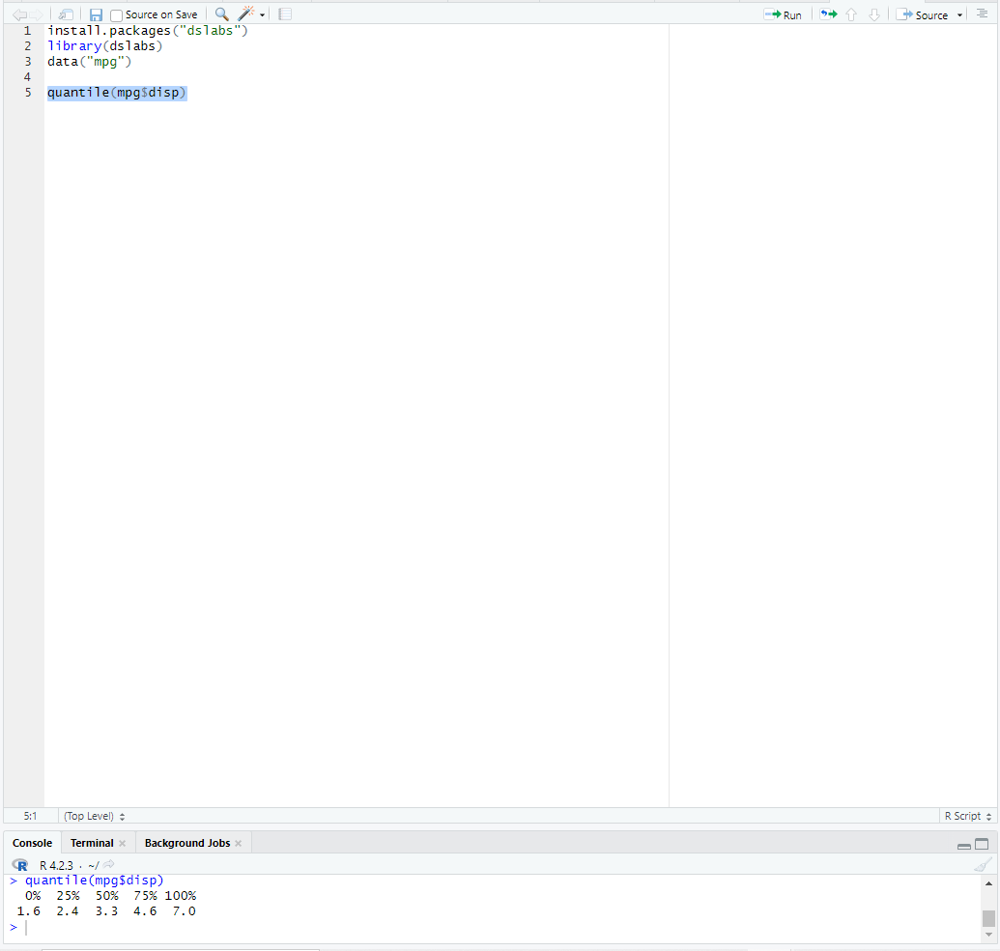 Source on Save
Run
Source
1 install.packages("dslabs")
2 library(dslabs)
3 data("mpg")
4
5 quantile(mpg$disp)
5:1 (Top Level) R Script
Console Terminal × Background Jobs ×
R R 4.2.3 · ~/
> quantile(mpg$disp)
0% 25% 50% 75% 100%
1.6 2.4 3.3 4.6 7.0
>